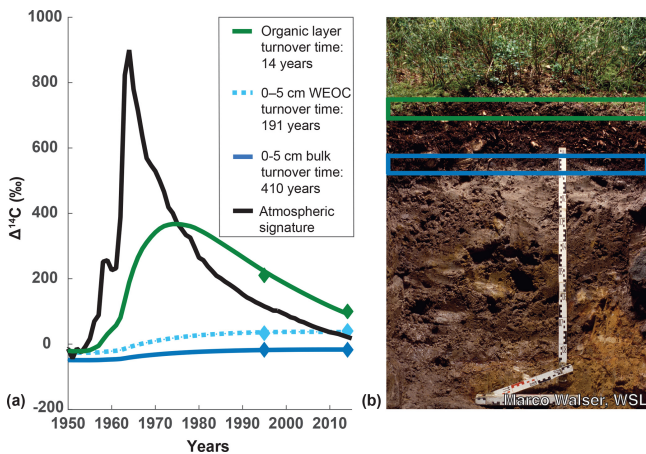 1000
800
600
400
200
0
-200
Δ¹⁴C (‰)
1950
1960
1970
1980
1990
2000
2010
Years
(a)
Organic layer
turnover time:
14 years
0–5 cm WEOC
turnover time:
191 years
0-5 cm bulk
turnover time:
410 years
Atmospheric
signature
(b)
Marco Walser, WSL